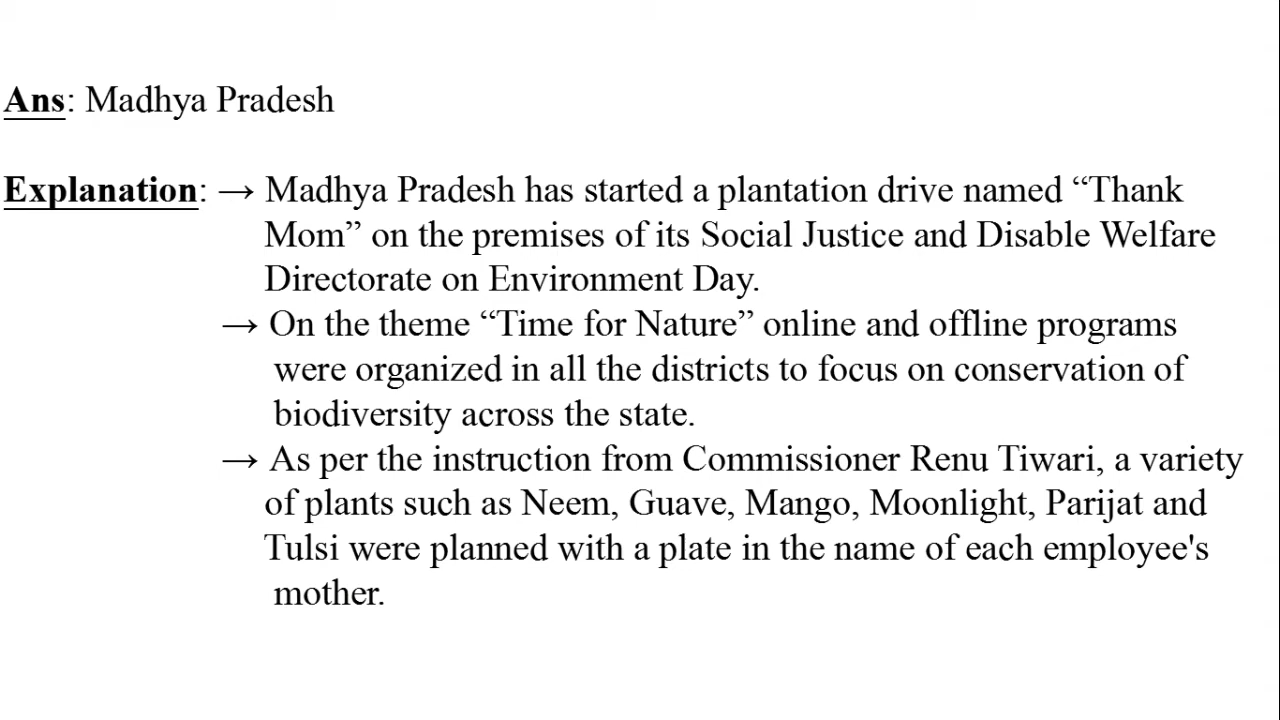 Ans: Madhya Pradesh
Explanation: → Madhya Pradesh has started a plantation drive named “Thank
Mom” on the premises of its Social Justice and Disable Welfare
Directorate on Environment Day.
→ On the theme “Time for Nature” online and offline programs
were organized in all the districts to focus on conservation of
biodiversity across the state.
→ As per the instruction from Commissioner Renu Tiwari, a variety
of plants such as Neem, Guave, Mango, Moonlight, Parijat and
Tulsi were planned with a plate in the name of each employee's
mother.